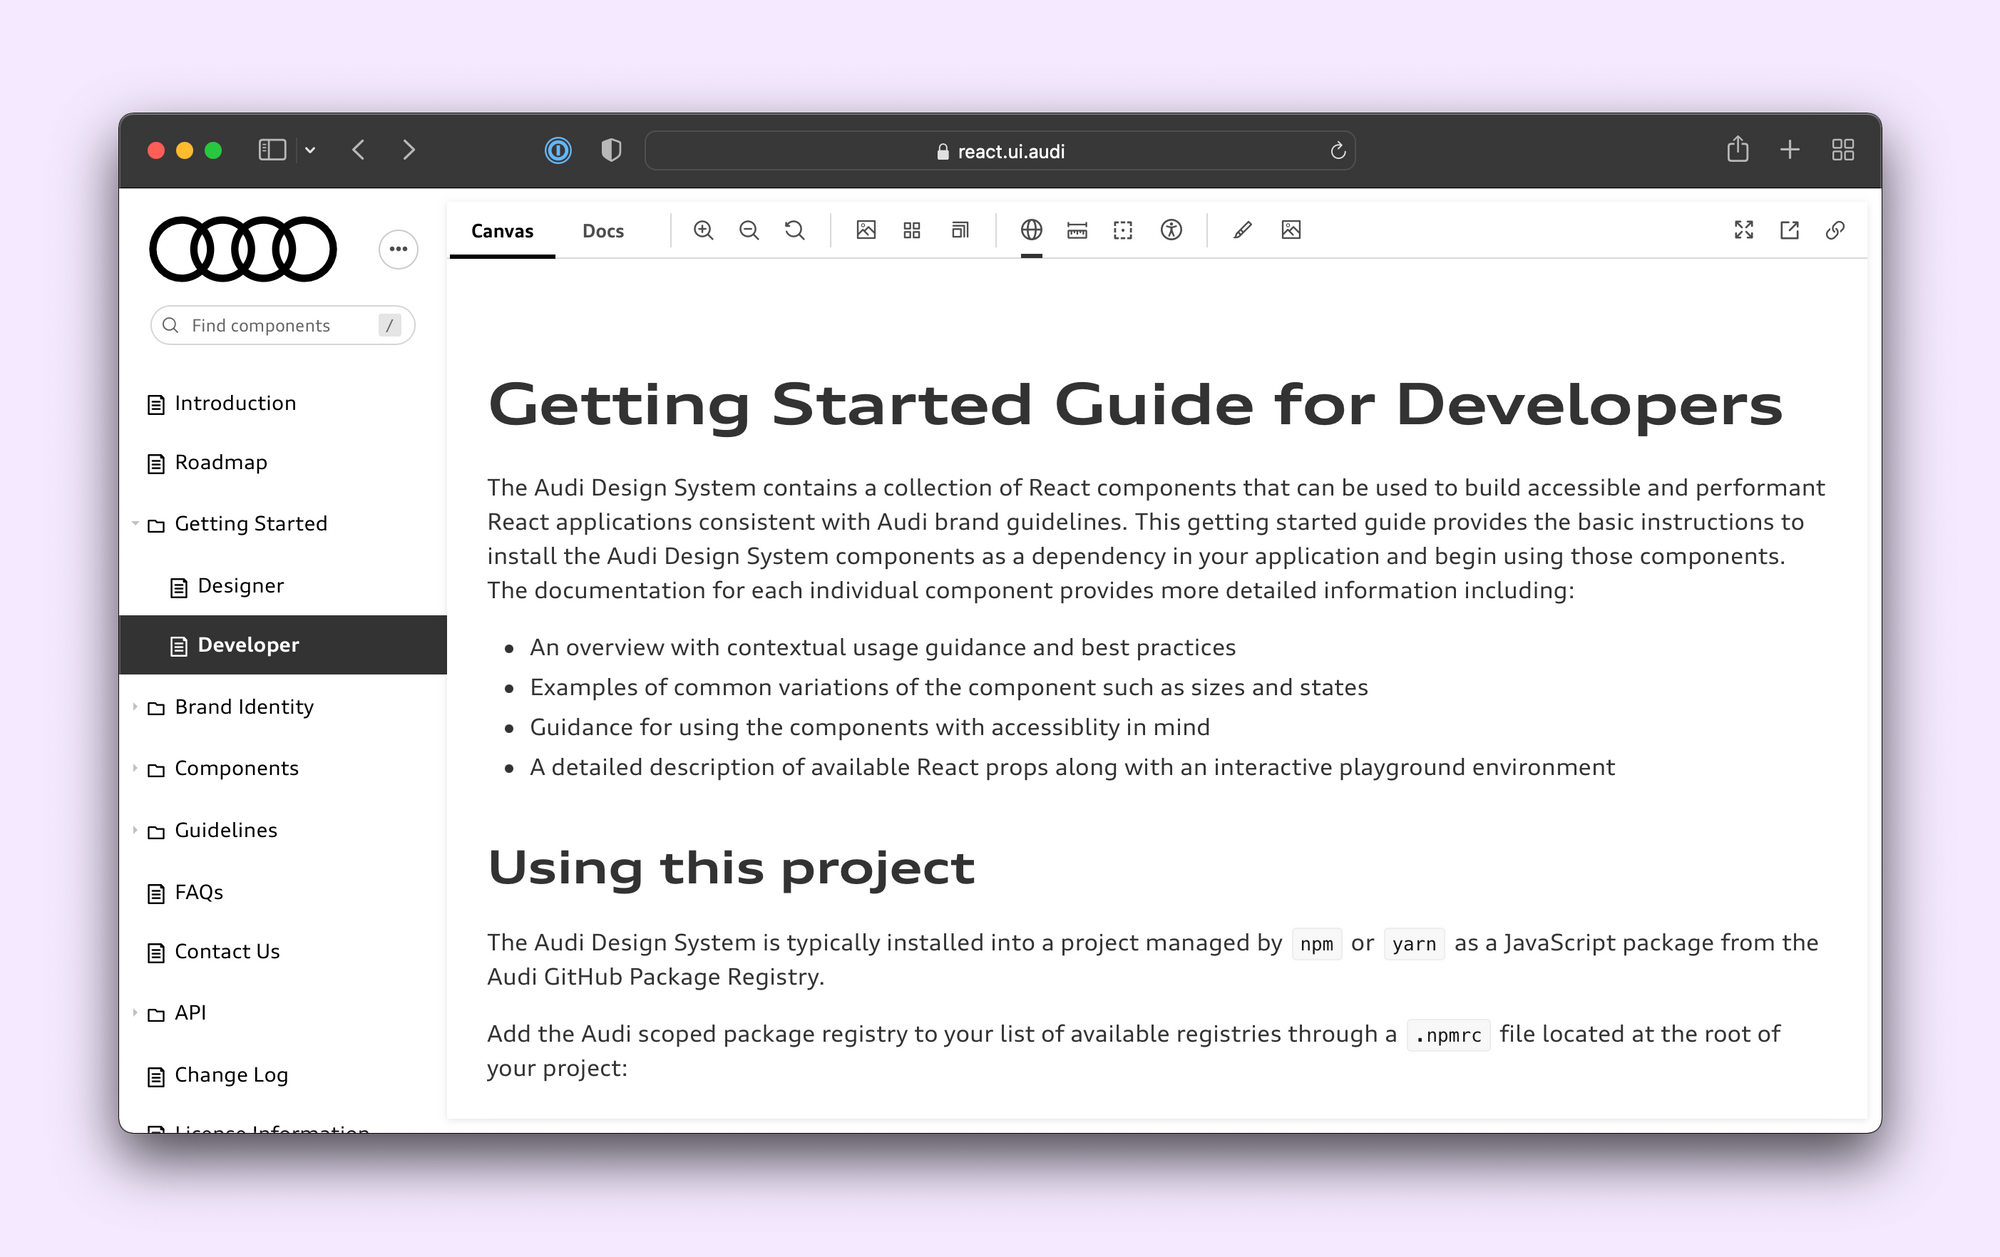 react.ui.audi
Canvas
Docs
Find components
/
Introduction
Roadmap
Getting Started
Designer
Developer
Brand Identity
Components
Guidelines
FAQs
Contact Us
API
Change Log
License Information
Getting Started Guide for Developers
The Audi Design System contains a collection of React components that can be used to build accessible and performant
React applications consistent with Audi brand guidelines. This getting started guide provides the basic instructions to
install the Audi Design System components as a dependency in your application and begin using those components.
The documentation for each individual component provides more detailed information including:
• An overview with contextual usage guidance and best practices
• Examples of common variations of the component such as sizes and states
• Guidance for using the components with accessiblity in mind
• A detailed description of available React props along with an interactive playground environment
Using this project
The Audi Design System is typically installed into a project managed by npm or yarn as a JavaScript package from the
Audi GitHub Package Registry.
Add the Audi scoped package registry to your list of available registries through a .npmrc file located at the root of
your project: